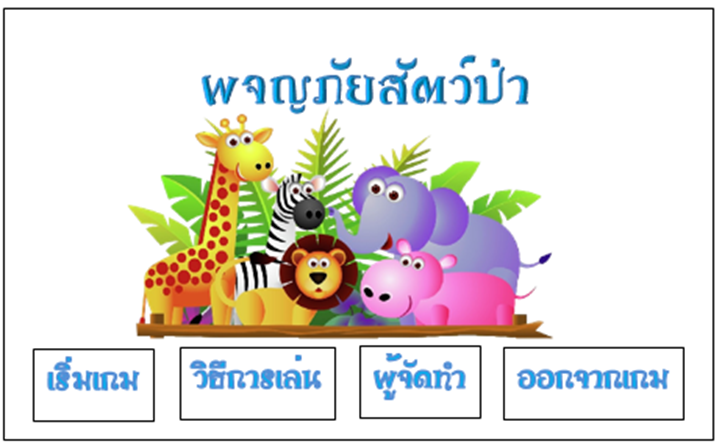 พจญภัยสัตว์ป่า
เริ่มเกม
วิธีการเล่น
ผู้จัดทำ
ออกจากเกม